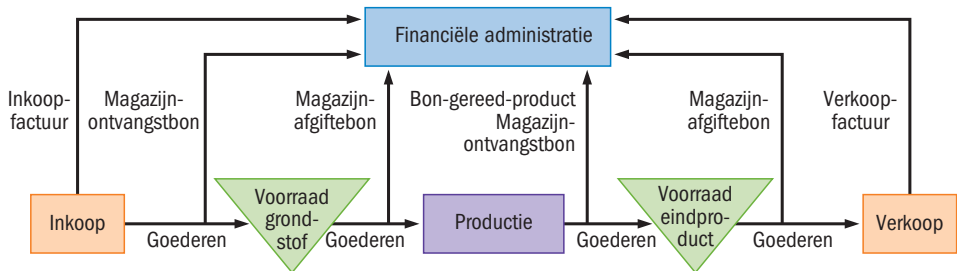 Financiële administratie
Inkoop-
factuur
Magazijn-
ontvangstbon
Magazijn-
afgiftebon
Bon-gereed-product
Magazijn-
ontvangstbon
Magazijn-
afgiftebon
Verkoop-
factuur
Inkoop
Goederen
Voorraad
grond-
stof
Goederen
Productie
Goederen
Voorraad
eindpro-
duct
Goederen
Verkoop